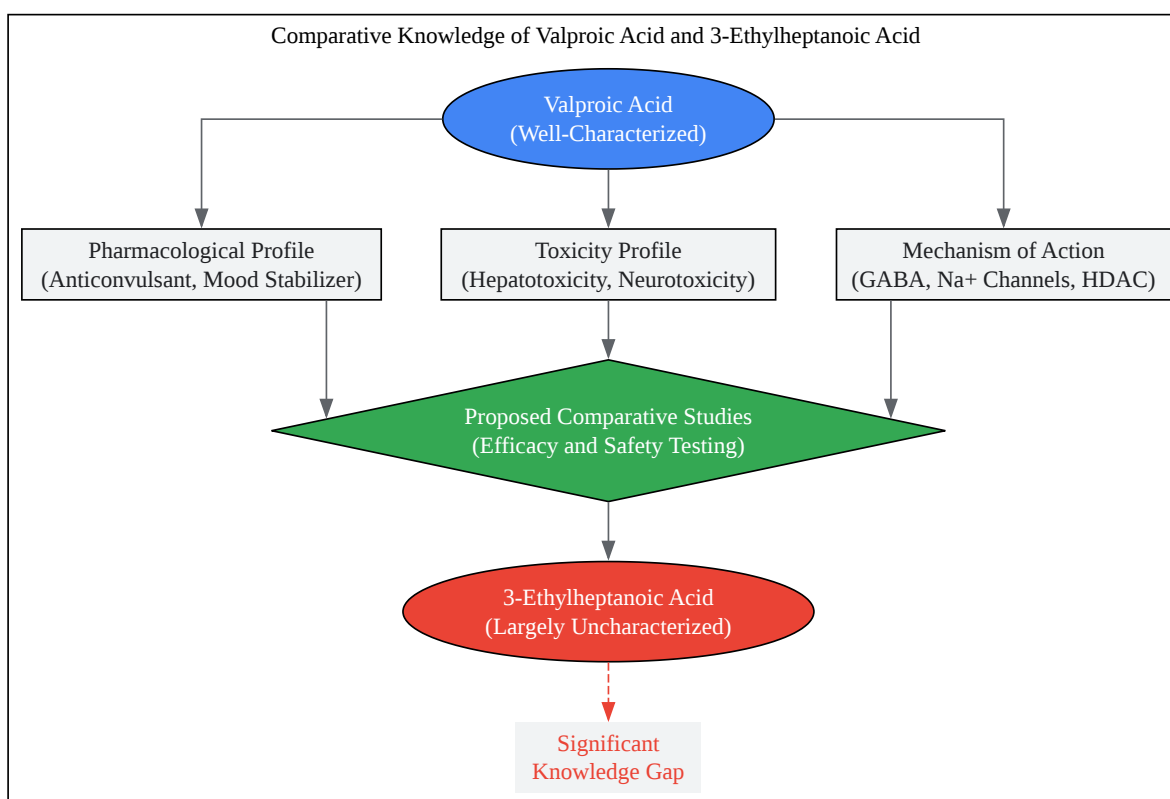 Comparative Knowledge of Valproic Acid and 3-Ethylheptanoic Acid
Valproic Acid
(Well-Characterized)
Pharmacological Profile
(Anticonvulsant, Mood Stabilizer)
Toxicity Profile
(Hepatotoxicity, Neurotoxicity)
Mechanism of Action
(GABA, Na+ Channels, HDAC)
Proposed Comparative Studies
(Efficacy and Safety Testing)
3-Ethylheptanoic Acid
(Largely Uncharacterized)
Significant
Knowledge Gap